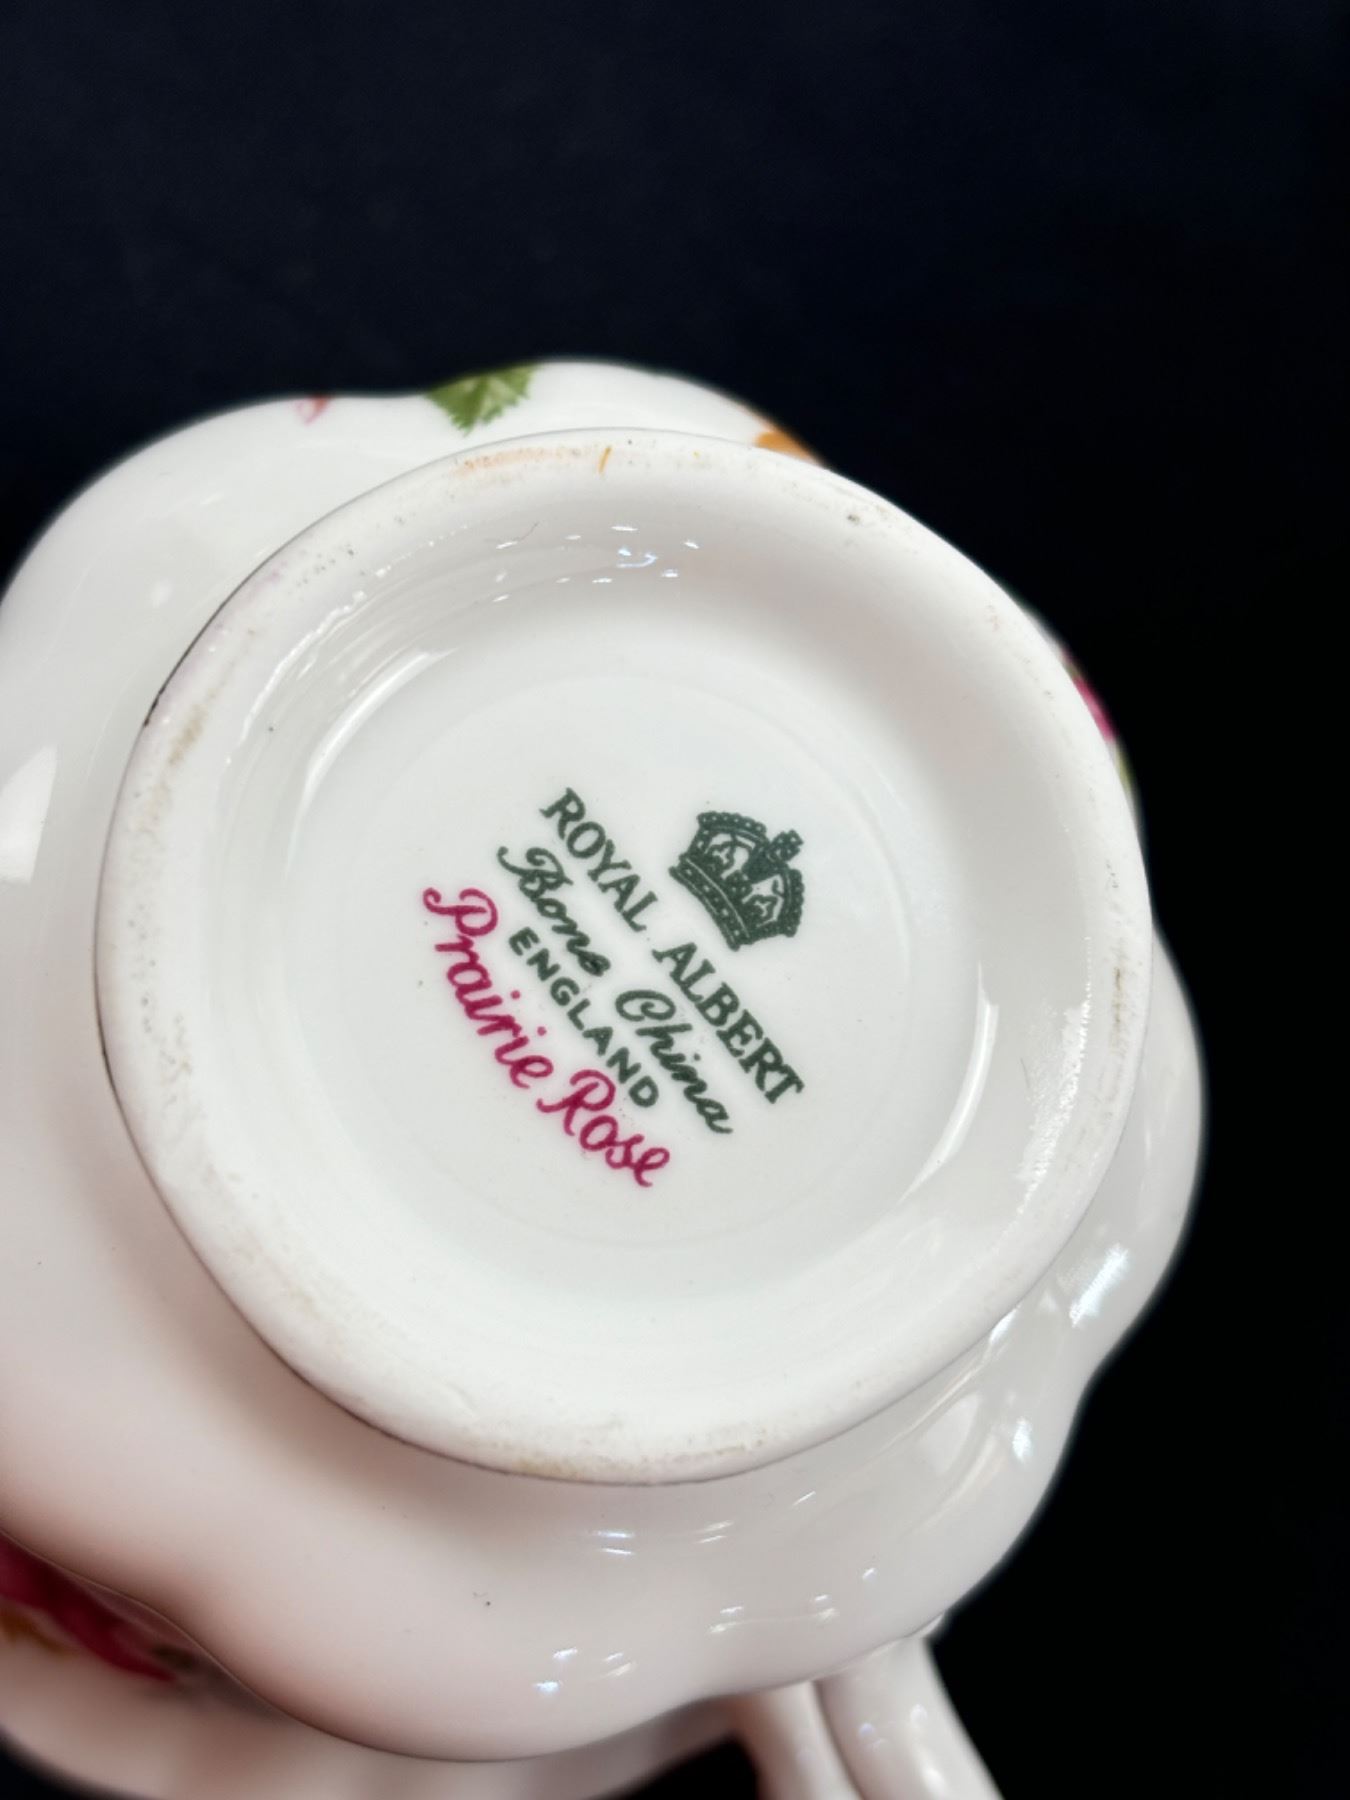 ROYAL ALBERT
Bone China
ENGLAND
Prairie Rose